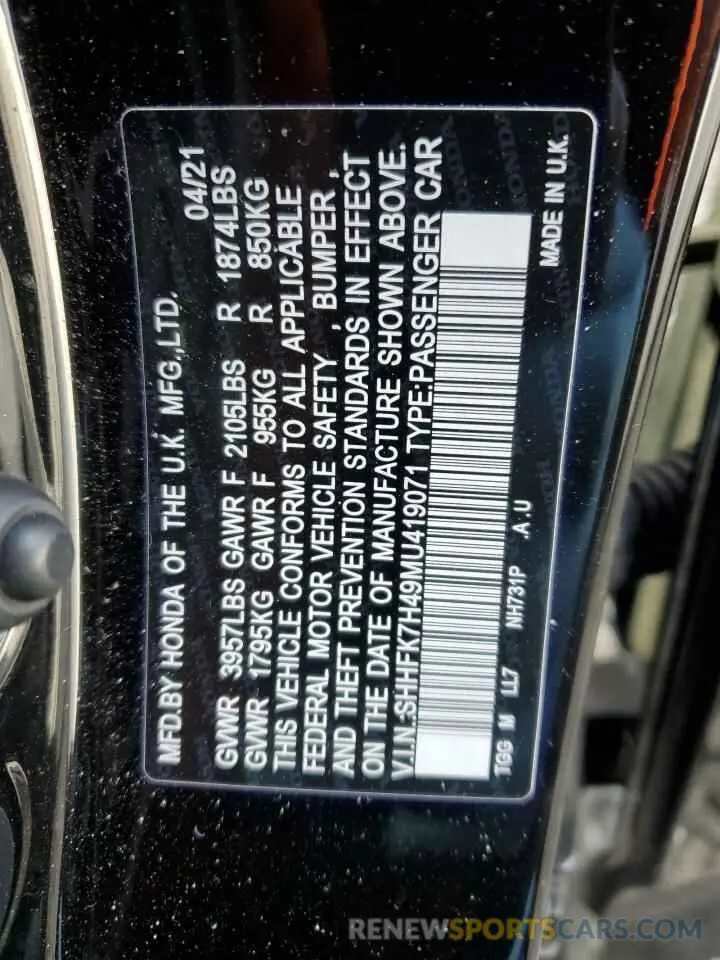 MFD.BY HONDA OF THE U.K. MFG.,LTD. 04/21
GVWR 3957LBS GAWR F 2105LBS R 1874LBS
GVWR 1795KG GAWR F 955KG R 850KG
THIS VEHICLE CONFORMS TO ALL APPLICABLE
FEDERAL MOTOR VEHICLE SAFETY , BUMPER ,
AND THEFT PREVENTION STANDARDS IN EFFECT
ON THE DATE OF MANUFACTURE SHOWN ABOVE.
V.I.N:SHHFK7H49MU419071 TYPE:PASSENGER CAR
TGG M LL7 NH731P .A.U MADE IN U.K.
RENEWSPORTSCARS.COM